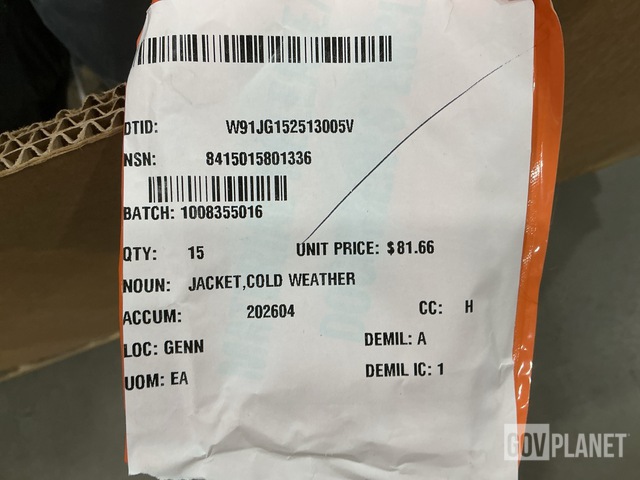 DTID: W91JG152513005V
NSN: 8415015801336
BATCH: 1008355016
QTY: 15 UNIT PRICE: $81.66
NOUN: JACKET,COLD WEATHER
ACCUM: 202604 CC: H
LOC: GENN DEMIL: A
UOM: EA DEMIL IC: 1
GOVPLANET